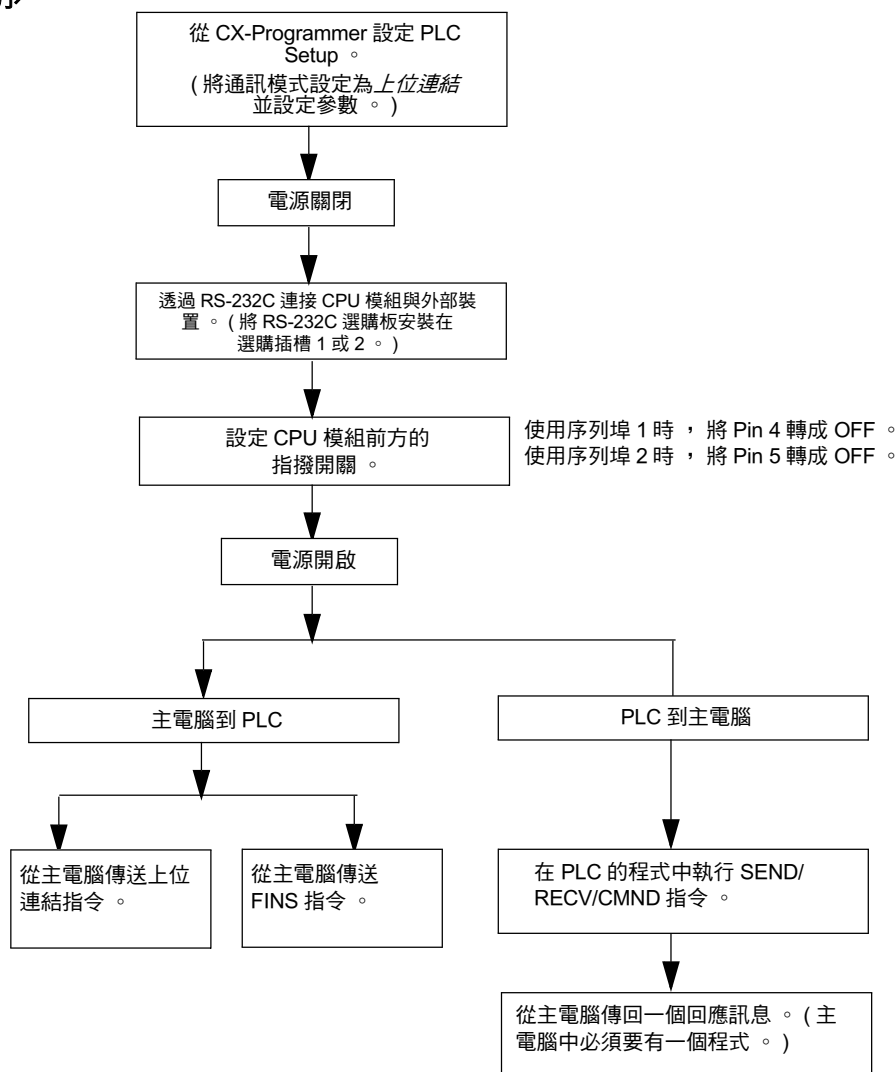 從 CX-Programmer 設定 PLC
Setup 。
( 將通訊模式設定為上位連結
並設定參數 。 )
電源關閉
透過 RS-232C 連接 CPU 模組與外部裝
置 。 ( 將 RS-232C 選購板安裝在
選購插槽 1 或 2 。 )
設定 CPU 模組前方的
指撥開關 。
使用序列埠 1 時 , 將 Pin 4 轉成 OFF 。
使用序列埠 2 時 , 將 Pin 5 轉成 OFF 。
電源開啟
主電腦到 PLC
PLC 到主電腦
從主電腦傳送上位
連結指令 。
從主電腦傳送
FINS 指令 。
在 PLC 的程式中執行 SEND/
RECV/CMND 指令 。
從主電腦傳回一個回應訊息 。 ( 主
電腦中必須要有一個程式 。 )